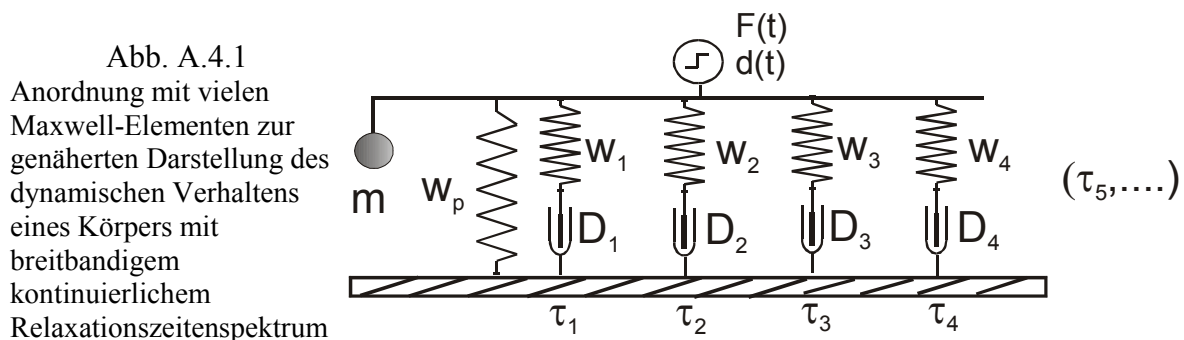 Abb. A.4.1
Anordnung mit vielen
Maxwell-Elementen zur
genäherten Darstellung des
dynamischen Verhaltens
eines Körpers mit
breitbandigem
kontinuierlichem
Relaxationszeitenspektrum
F(t)
d(t)
m
w_p
w_1
w_2
w_3
w_4
(τ_5,....)
D_1
D_2
D_3
D_4
τ_1
τ_2
τ_3
τ_4